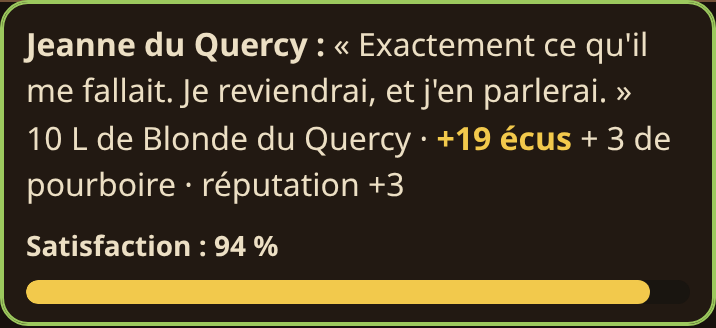 Jeanne du Quercy : « Exactement ce qu'il
me fallait. Je reviendrai, et j'en parlerai. »
10 L de Blonde du Quercy · +19 écus + 3 de
pourboire · réputation +3
Satisfaction : 94 %